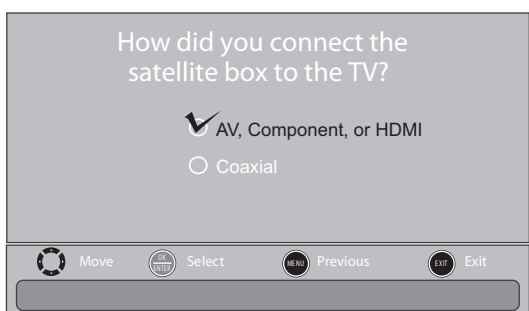 How did you connect the
satellite box to the TV?
AV, Component, or HDMI
Coaxial
Move OK ENTER Select MENU Previous EXIT Exit